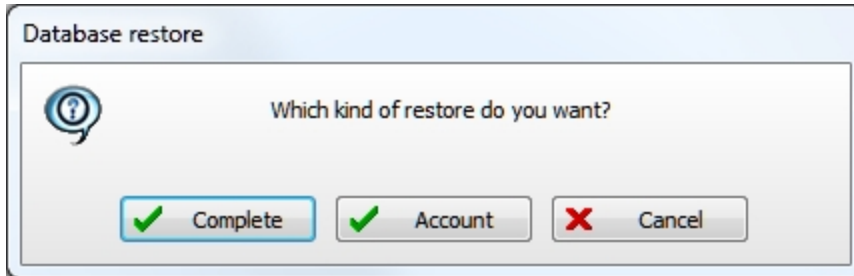 Database restore
Which kind of restore do you want?
Complete Account Cancel